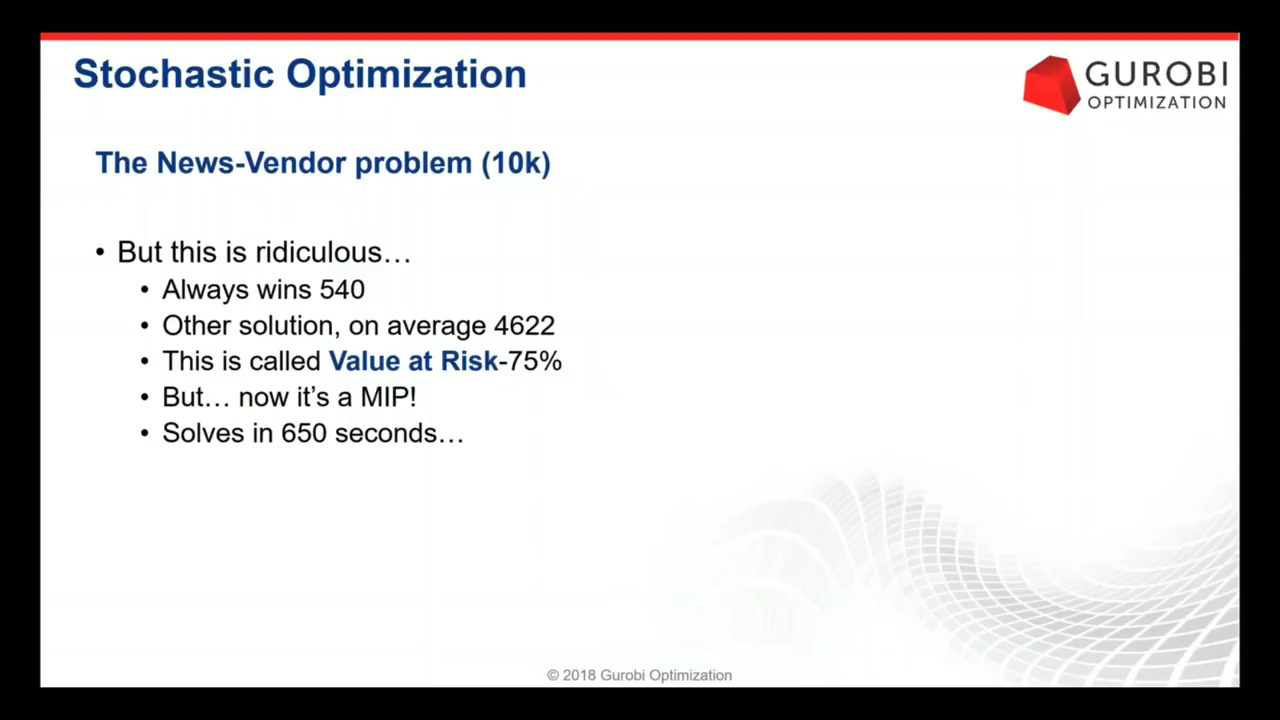 Stochastic Optimization
GUROBI
OPTIMIZATION
The News-Vendor problem (10k)
• But this is ridiculous…
• Always wins 540
• Other solution, on average 4622
• This is called Value at Risk-75%
• But… now it’s a MIP!
• Solves in 650 seconds…
© 2018 Gurobi Optimization